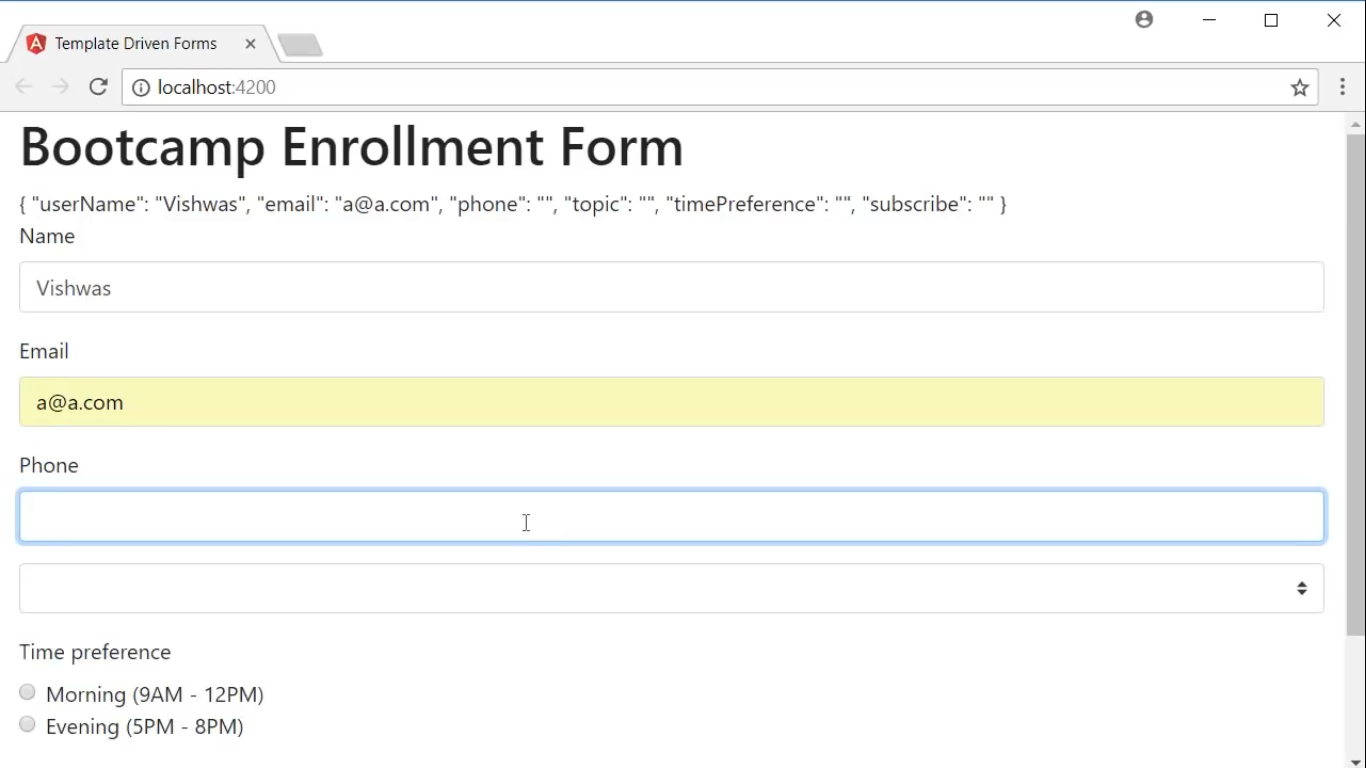 Template Driven Forms
localhost:4200
Bootcamp Enrollment Form
{ "userName": "Vishwas", "email": "a@a.com", "phone": "", "topic": "", "timePreference": "", "subscribe": "" }
Name
Vishwas
Email
a@a.com
Phone
Time preference
Morning (9AM - 12PM)
Evening (5PM - 8PM)